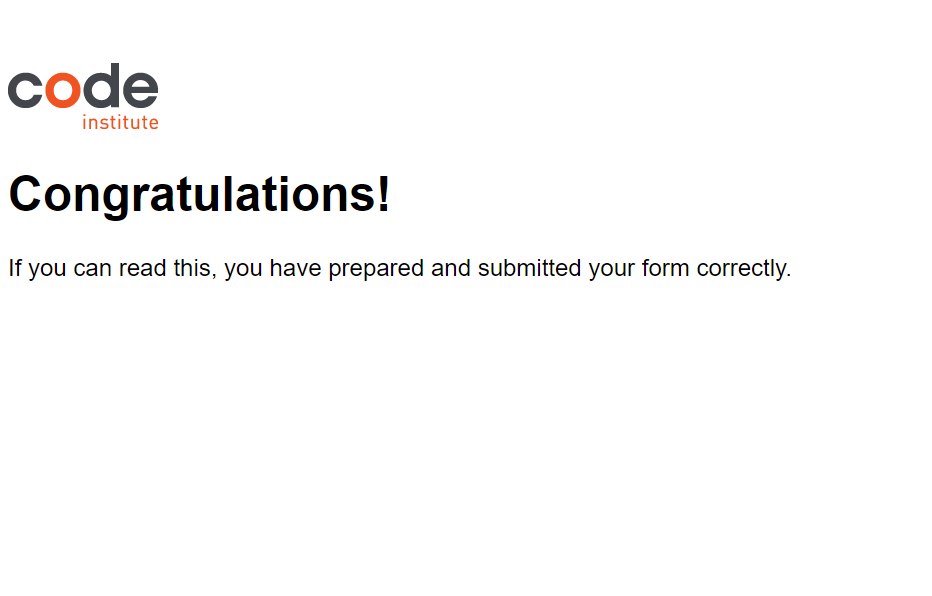 code
institute
Congratulations!
If you can read this, you have prepared and submitted your form correctly.